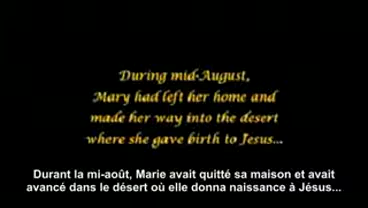 During mid-August,
Mary had left her home and
made her way into the desert
where she gave birth to Jesus...
Durant la mi-août, Marie avait quitté sa maison et avait
avancé dans le désert où elle donna naissance à Jésus...